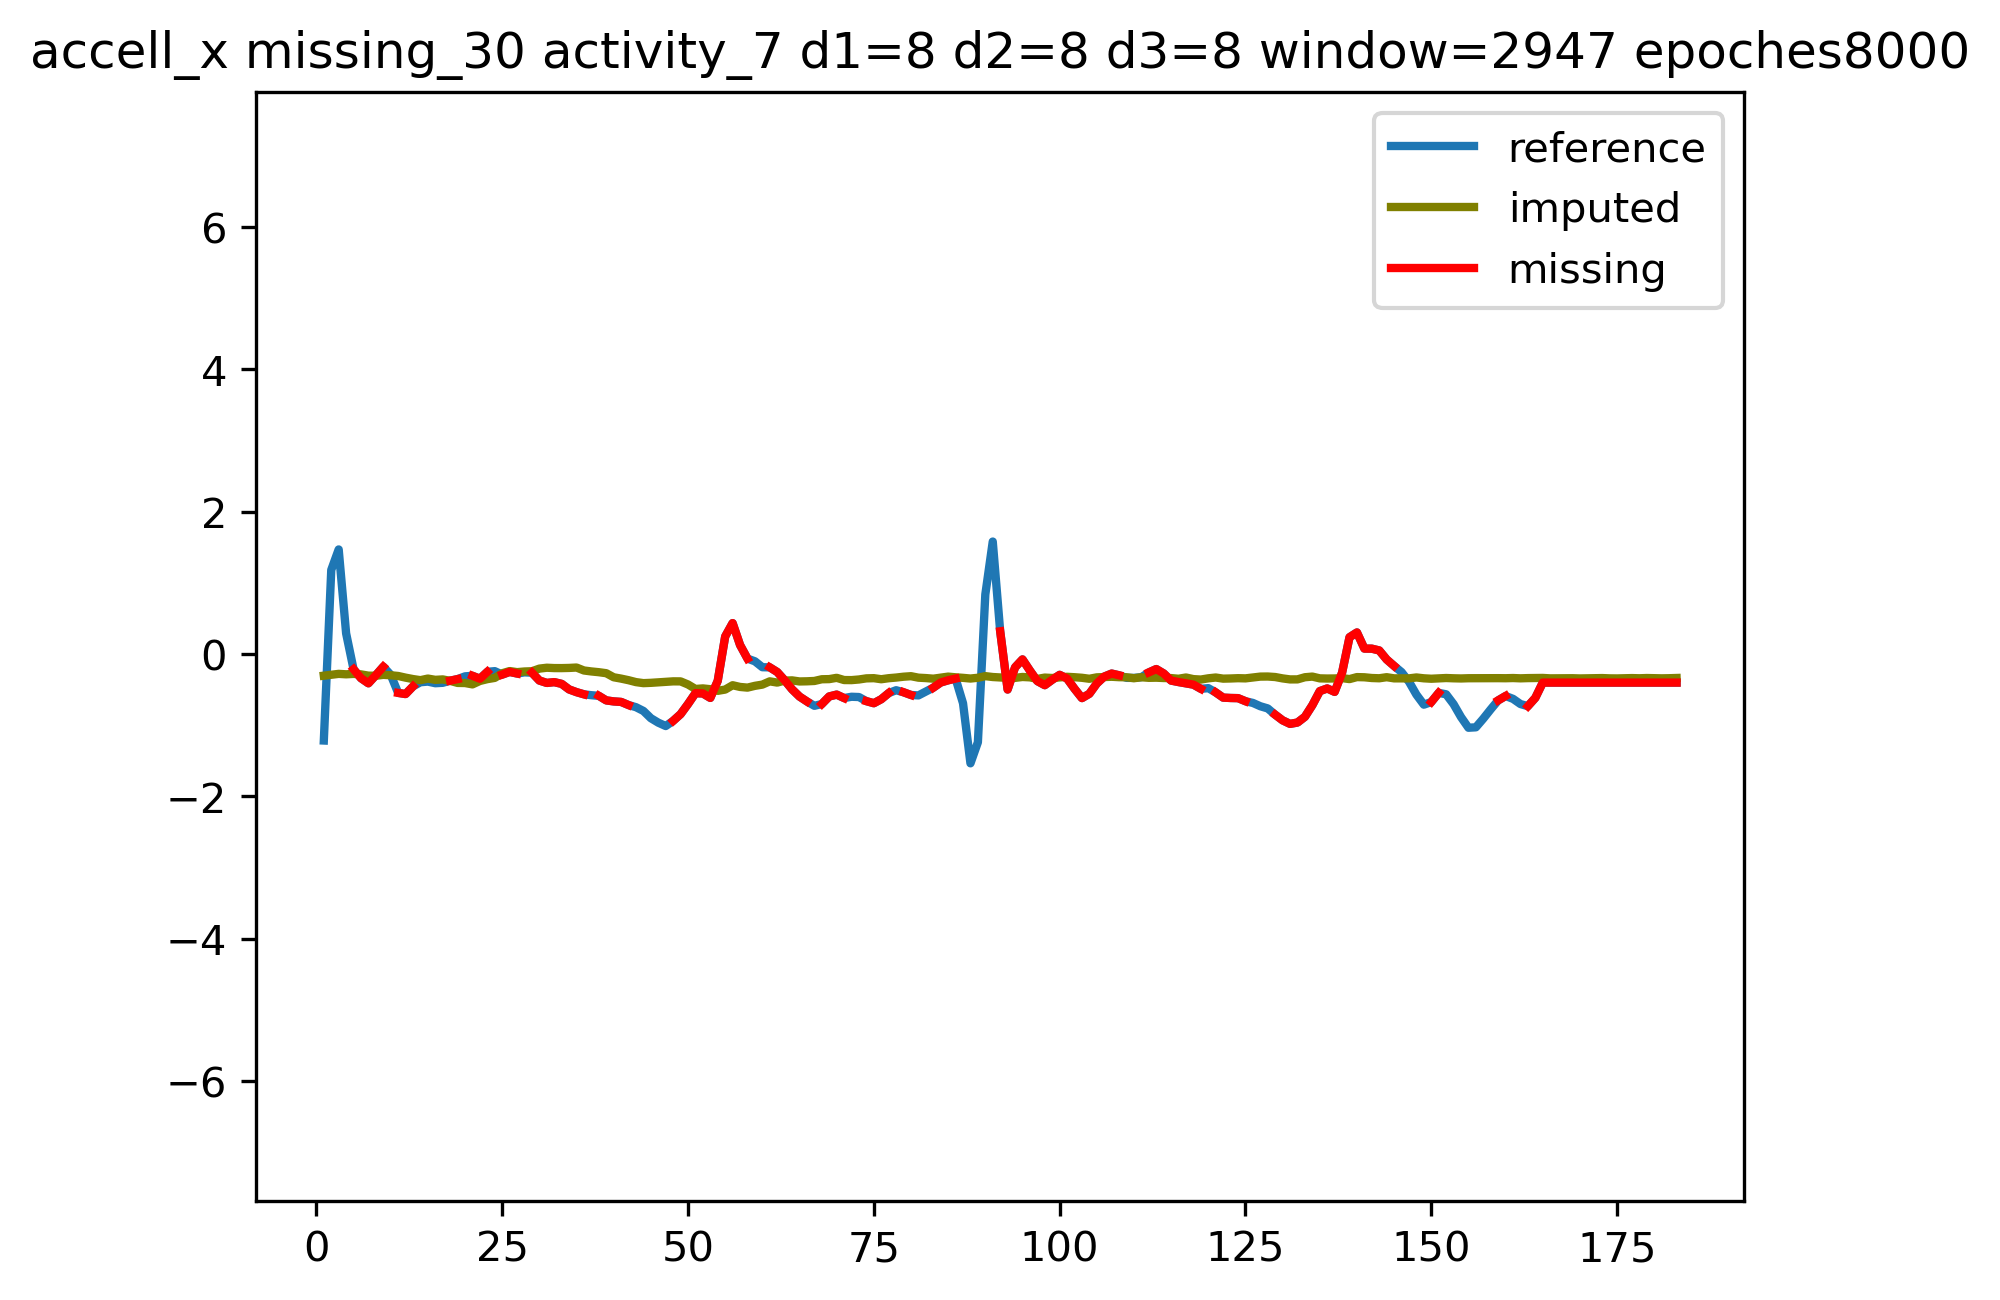 accell_x missing_30 activity_7 d1=8 d2=8 d3=8 window=2947 epoches8000
reference
imputed
missing
6
4
2
0
−2
−4
−6
0 25 50 75 100 125 150 175